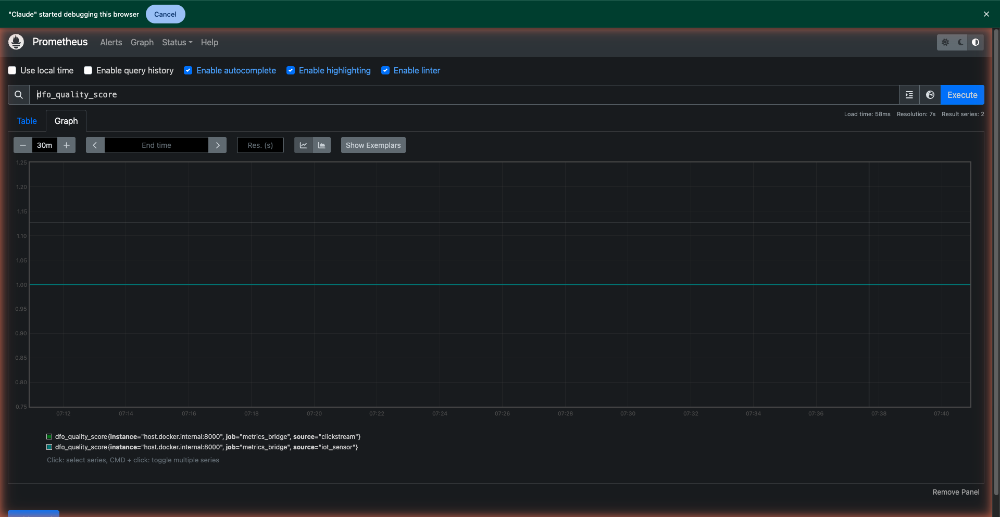 "Claude" started debugging this browser Cancel
Prometheus Alerts Graph Status Help
Use local time Enable query history Enable autocomplete Enable highlighting Enable linter
dfo_quality_score Execute
Load time: 58ms Resolution: 7s Result series: 2
Table Graph
30m End time Res. (s) Show Exemplars
1.25
1.20
1.15
1.10
1.05
1.00
0.95
0.90
0.85
0.80
0.75
07:12 07:14 07:16 07:18 07:20 07:22 07:24 07:26 07:28 07:30 07:32 07:34 07:36 07:38 07:40
dfo_quality_score{instance="host.docker.internal:8000", job="metrics_bridge", source="clickstream"}
dfo_quality_score{instance="host.docker.internal:8000", job="metrics_bridge", source="iot_sensor"}
Click: select series, CMD + click: toggle multiple series
Remove Panel